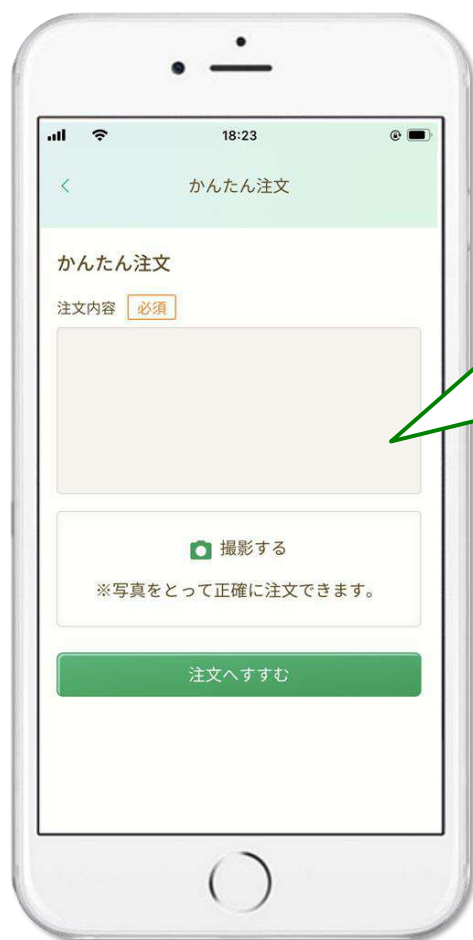 18:23
かんたん注文
かんたん注文
注文内容 必須
撮影する
※写真をとって正確に注文できます。
注文へすすむ